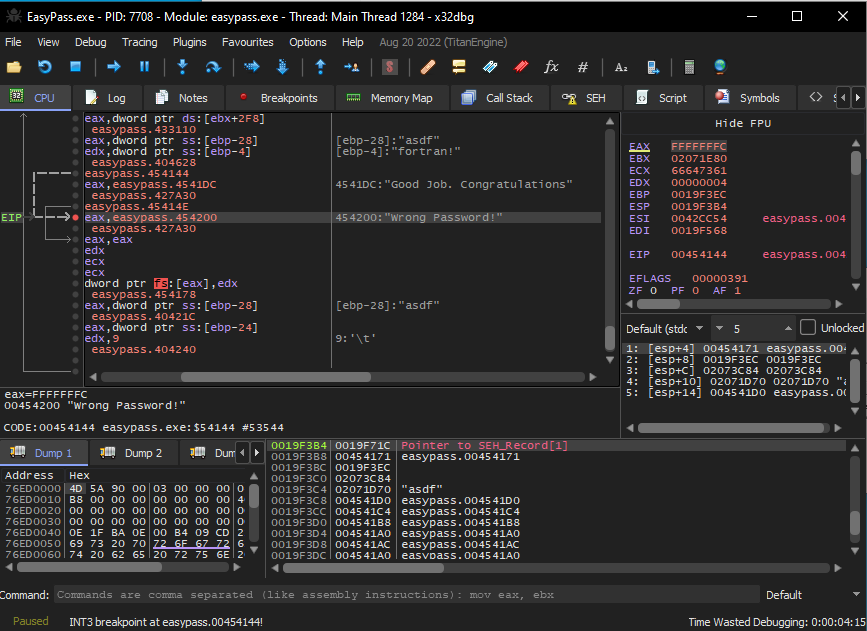 EasyPass.exe - PID: 7708 - Module: easypass.exe - Thread: Main Thread 1284 - x32dbg
File View Debug Tracing Plugins Favourites Options Help Aug 20 2022 (TitanEngine)
CPU Log Notes Breakpoints Memory Map Call Stack SEH Script Symbols
eax,dword ptr ds:[ebx+2F8]
easypass.433110
eax,dword ptr ss:[ebp-28] [ebp-28]:"asdf"
edx,dword ptr ss:[ebp-4] [ebp-4]:"fortran!"
easypass.404628
easypass.454144
eax,easypass.4541DC 4541DC:"Good Job. Congratulations"
easypass.427A30
easypass.45414E
EIP eax,easypass.454200 454200:"Wrong Password!"
easypass.427A30
eax,eax
edx
ecx
ecx
dword ptr fs:[eax],edx
easypass.454178
eax,dword ptr ss:[ebp-28] [ebp-28]:"asdf"
easypass.40421C
eax,dword ptr ss:[ebp-24]
edx,9 9:'\t'
easypass.404240
Hide FPU
EAX FFFFFFFC
EBX 02071E80
ECX 66647361
EDX 00000004
EBP 0019F3EC
ESP 0019F3B4
ESI 0042CC54 easypass.004
EDI 0019F568
EIP 00454144 easypass.004
EFLAGS 00000391
ZF 0 PF 0 AF 1
Default (stdc 5 Unlocked
1: [esp+4] 00454171 easypass.004
2: [esp+8] 0019F3EC 0019F3EC
3: [esp+C] 02073C84 02073C84
4: [esp+10] 02071D70 02071D70 "a
5: [esp+14] 004541D0 easypass.00
eax=FFFFFFFC
00454200 "Wrong Password!"
CODE:00454144 easypass.exe:$54144 #53544
Dump 1 Dump 2 Dum
Address Hex
76ED0000 4D 5A 90 00 03 00 00 00
76ED0010 B8 00 00 00 00 00 00 00
76ED0020 00 00 00 00 00 00 00 00
76ED0030 00 00 00 00 00 00 00 00
76ED0040 0E 1F BA 0E 00 B4 09 CD
76ED0050 69 73 20 70 72 6F 67 72
76ED0060 74 20 62 65 20 72 75 6E
0019F3B4 0019F71C Pointer to SEH_Record[1]
0019F3B8 00454171 easypass.00454171
0019F3BC 0019F3EC
0019F3C0 02073C84
0019F3C4 02071D70 "asdf"
0019F3C8 004541D0 easypass.004541D0
0019F3CC 004541C4 easypass.004541C4
0019F3D0 004541B8 easypass.004541B8
0019F3D4 004541A0 easypass.004541A0
0019F3D8 004541AC easypass.004541AC
0019F3DC 004541A0 easypass.004541A0
Command: Commands are comma separated (like assembly instructions): mov eax, ebx Default
Paused INT3 breakpoint at easypass.00454144! Time Wasted Debugging: 0:00:04:15